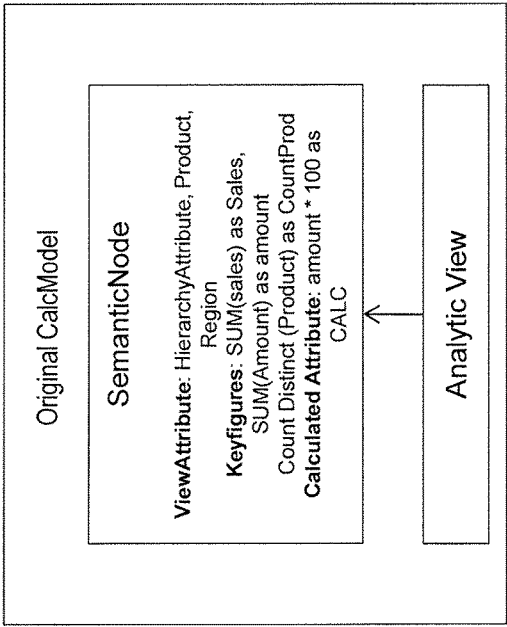 Original CalcModel
SemanticNode
ViewAttribute: HierarchyAttribute, Product,
Region
Keyfigures: SUM(sales) as Sales,
SUM(Amount) as amount
Count Distinct (Product) as CountProd
Calculated Attribute: amount * 100 as
CALC
Analytic View